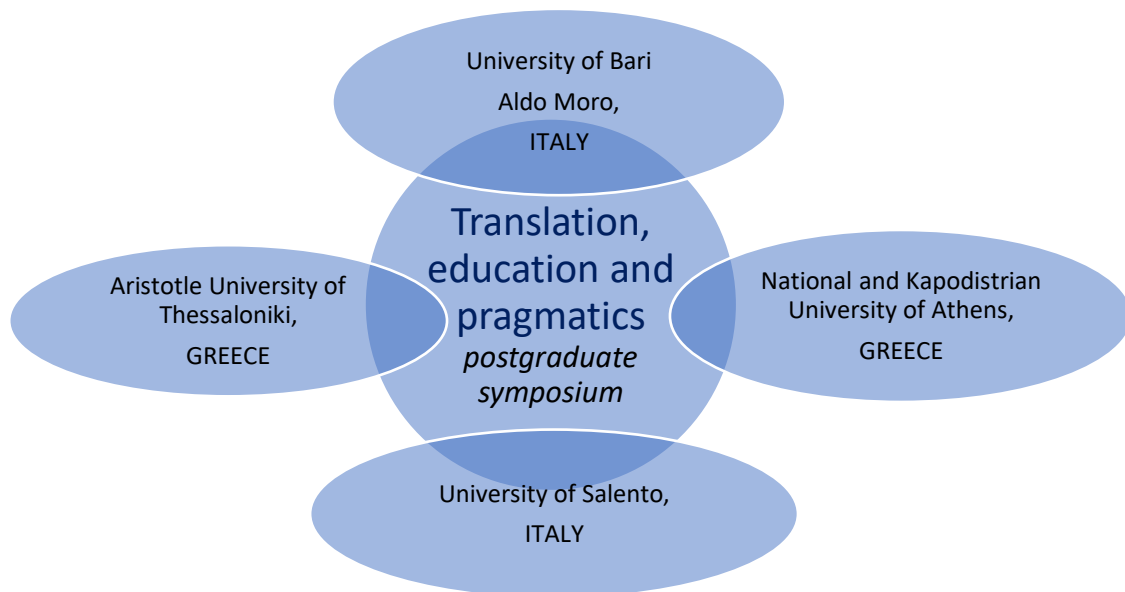 University of Bari
Aldo Moro,
ITALY
Translation,
education and
pragmatics
postgraduate
symposium
Aristotle University of
Thessaloniki,
GREECE
National and Kapodistrian
University of Athens,
GREECE
University of Salento,
ITALY